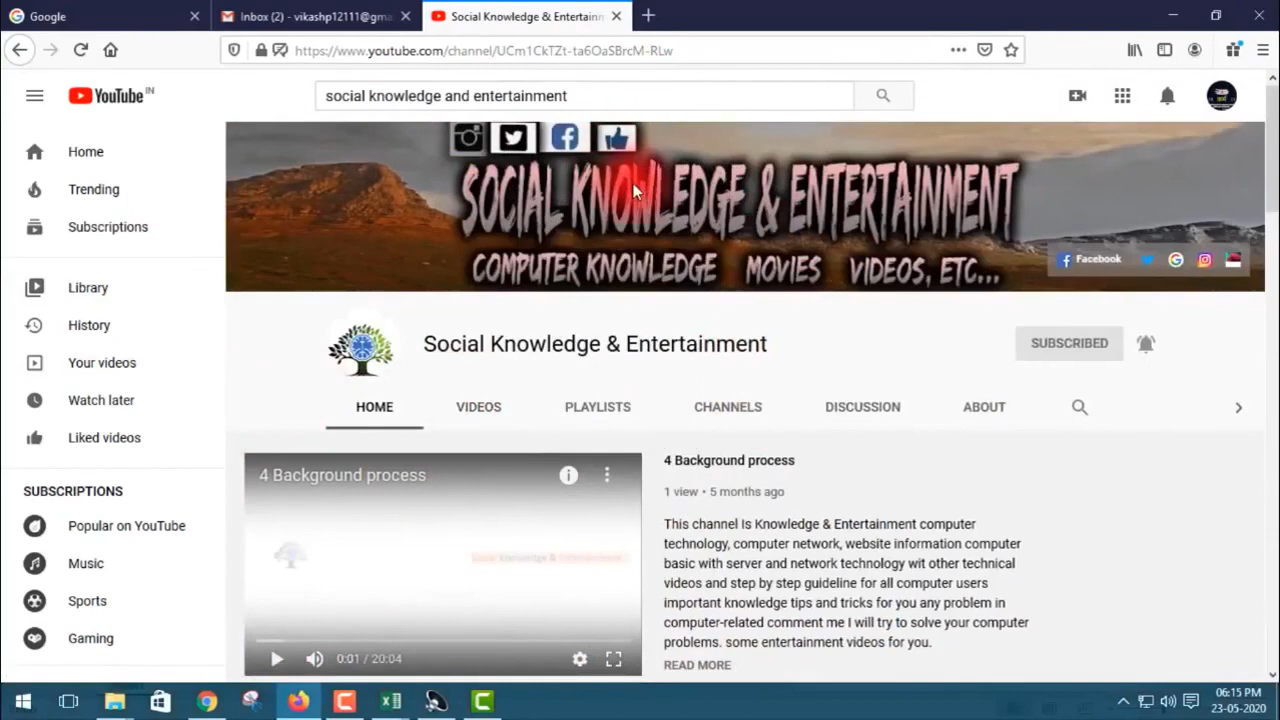 Google
Inbox (2) - vikashp12111@gma
Social Knowledge & Entertainm
https://www.youtube.com/channel/UCm1CkTZt-ta6OaSBrcM-RLw
YouTube IN
social knowledge and entertainment
Home
Trending
Subscriptions
Library
History
Your videos
Watch later
Liked videos
SUBSCRIPTIONS
Popular on YouTube
Music
Sports
Gaming
SOCIAL KNOWLEDGE & ENTERTAINMENT
COMPUTER KNOWLEDGE MOVIES VIDEOS, ETC...
Facebook
Social Knowledge & Entertainment
SUBSCRIBED
HOME VIDEOS PLAYLISTS CHANNELS DISCUSSION ABOUT
4 Background process
Social Knowledge & Entertainment
0:01 / 20:04
4 Background process
1 view • 5 months ago
This channel Is Knowledge & Entertainment computer
technology, computer network, website information computer
basic with server and network technology wit other technical
videos and step by step guideline for all computer users
important knowledge tips and tricks for you any problem in
computer-related comment me I will try to solve your computer
problems. some entertainment videos for you.
READ MORE
06:15 PM
23-05-2020